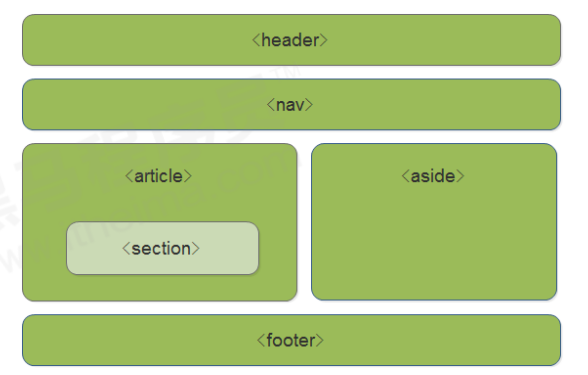 <header>
<nav>
<article>
<aside>
<section>
<footer>